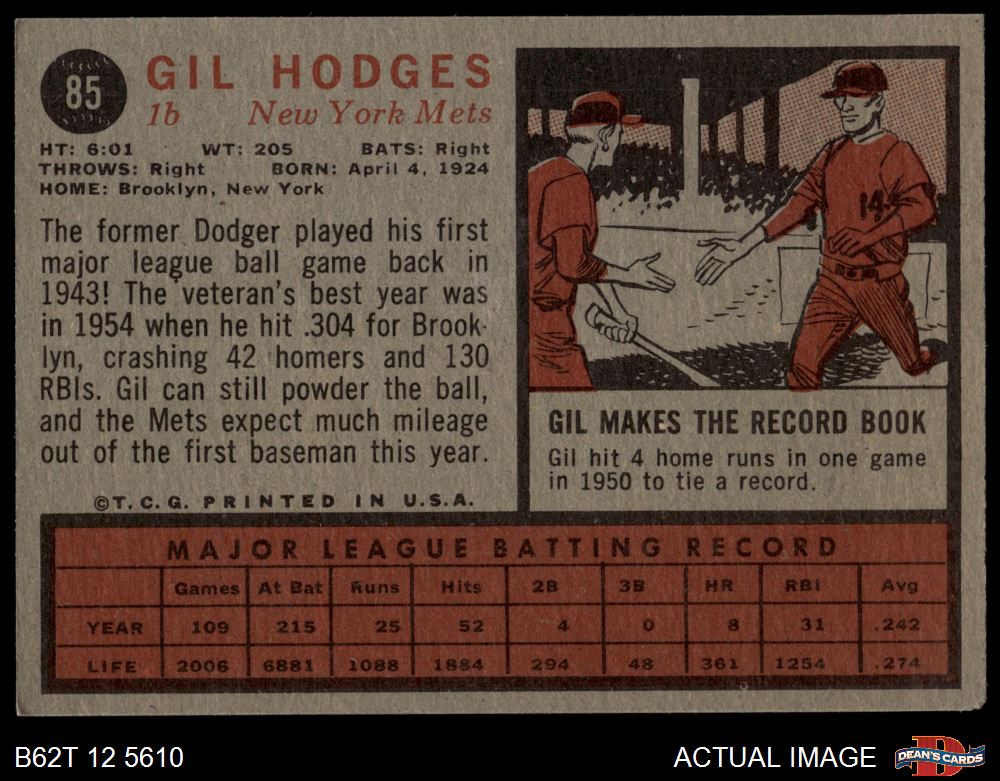 85
GIL HODGES
1b New York Mets
HT: 6:01 WT: 205 BATS: Right
THROWS: Right BORN: April 4, 1924
HOME: Brooklyn, New York
The former Dodger played his first
major league ball game back in
1943! The veteran's best year was
in 1954 when he hit .304 for Brook-
lyn, crashing 42 homers and 130
RBIs. Gil can still powder the ball,
and the Mets expect much mileage
out of the first baseman this year.
©T.C.G. PRINTED IN U.S.A.
14
GIL MAKES THE RECORD BOOK
Gil hit 4 home runs in one game
in 1950 to tie a record.
MAJOR LEAGUE BATTING RECORD
Games At Bat Runs Hits 2B 3B HR RBI Avg
YEAR 109 215 25 52 4 0 8 31 .242
LIFE 2006 6881 1088 1884 294 48 361 1254 .274
B62T 12 5610 ACTUAL IMAGE
D
DEAN'S CARDS